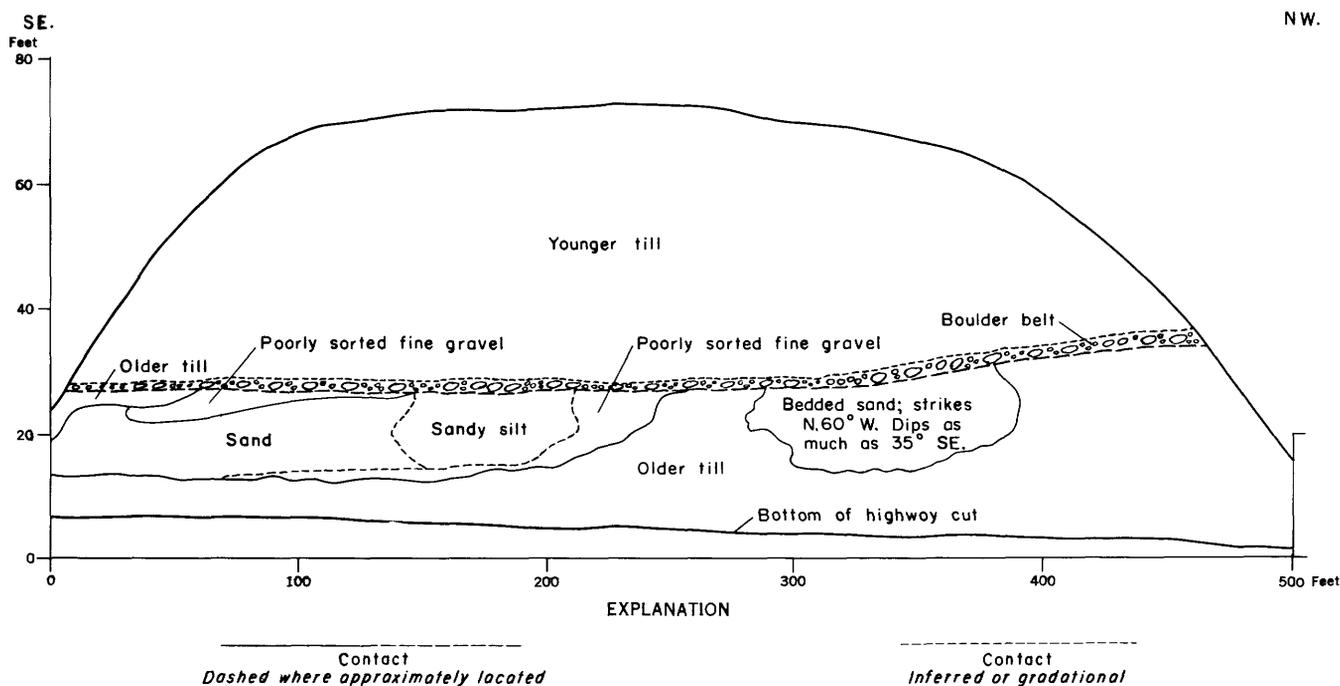 SE.
NW.
Feet
80
60
40
20
0
Younger till
Boulder belt
Poorly sorted fine gravel
Poorly sorted fine gravel
Older till
Bedded sand; strikes
N.60° W. Dips as
much as 35° SE.
Sand
Sandy silt
Older till
Bottom of highway cut
0
100
200
300
400
500 Feet
EXPLANATION
Contact
Dashed where approximately located
Contact
Inferred or gradational